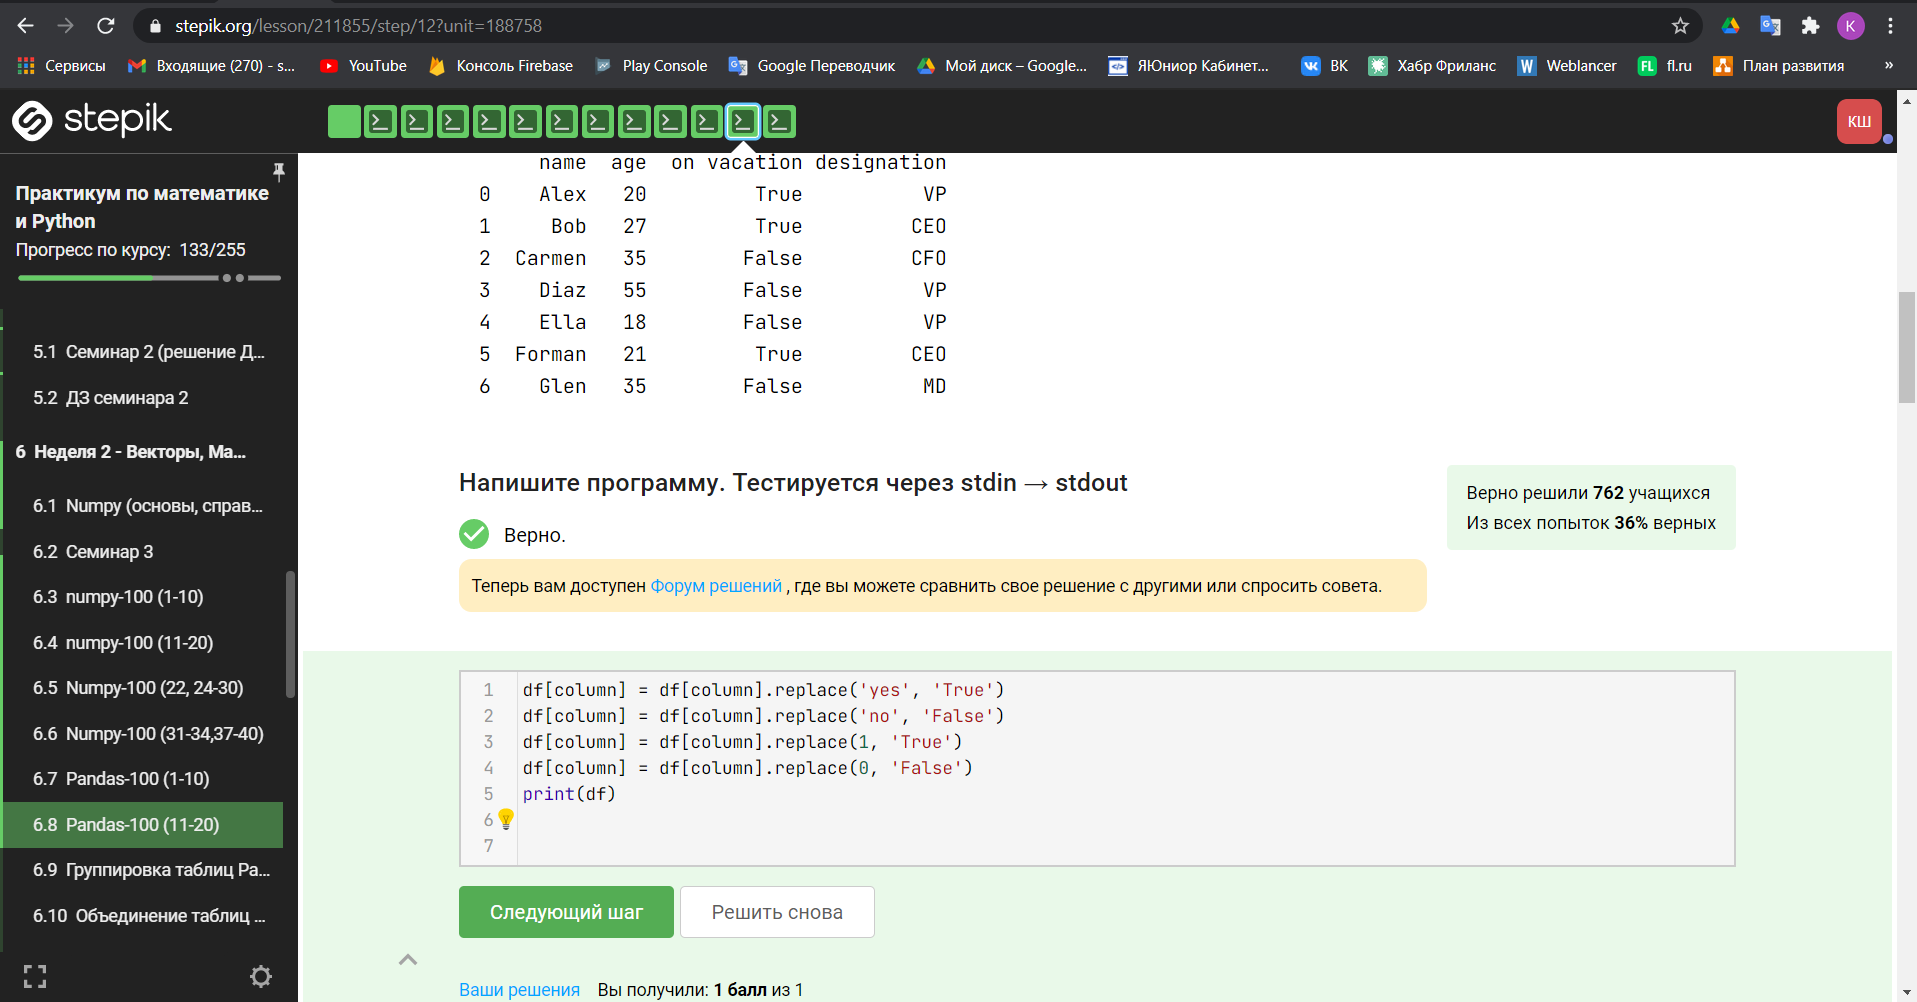 stepik.org/lesson/211855/step/12?unit=188758
K
Сервисы
Входящие (270) - s...
YouTube
Консоль Firebase
Play Console
Google Переводчик
Мой диск – Google...
ЯЮниор Кабинет...
ВК
Хабр Фриланс
Weblancer
fl.ru
План развития
»
stepik
КШ
Практикум по математике
и Python
Прогресс по курсу: 133/255
5.1 Семинар 2 (решение Д...
5.2 ДЗ семинара 2
6 Неделя 2 - Векторы, Ма...
6.1 Numpy (основы, справ...
6.2 Семинар 3
6.3 numpy-100 (1-10)
6.4 numpy-100 (11-20)
6.5 Numpy-100 (22, 24-30)
6.6 Numpy-100 (31-34,37-40)
6.7 Pandas-100 (1-10)
6.8 Pandas-100 (11-20)
6.9 Группировка таблиц Pa...
6.10 Объединение таблиц ...
name age on vacation designation
0 Alex 20 True VP
1 Bob 27 True CEO
2 Carmen 35 False CFO
3 Diaz 55 False VP
4 Ella 18 False VP
5 Forman 21 True CEO
6 Glen 35 False MD
Напишите программу. Тестируется через stdin → stdout
Верно.
Теперь вам доступен Форум решений , где вы можете сравнить свое решение с другими или спросить совета.
Верно решили 762 учащихся
Из всех попыток 36% верных
1 df[column] = df[column].replace('yes', 'True')
2 df[column] = df[column].replace('no', 'False')
3 df[column] = df[column].replace(1, 'True')
4 df[column] = df[column].replace(0, 'False')
5 print(df)
6
7
Следующий шаг
Решить снова
Ваши решения Вы получили: 1 балл из 1